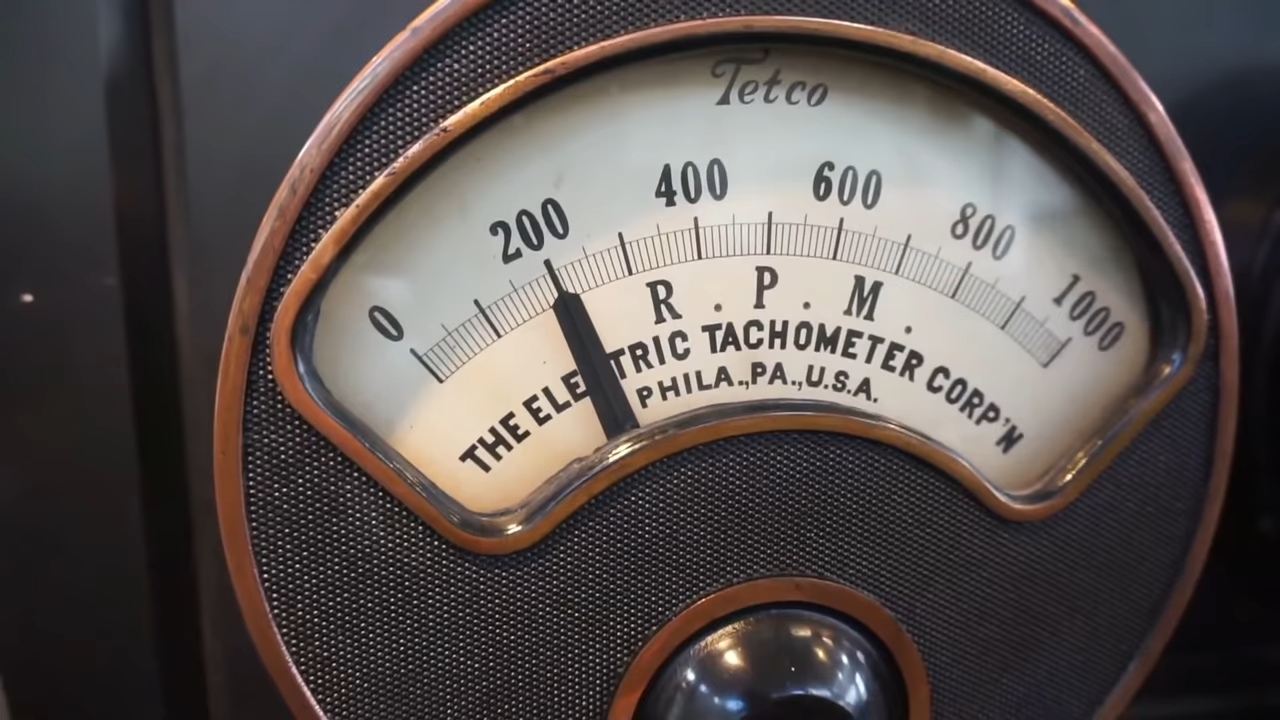 Tetco
0 200 400 600 800 1000
R.P.M.
THE ELECTRIC TACHOMETER CORP'N
PHILA.,PA.,U.S.A.